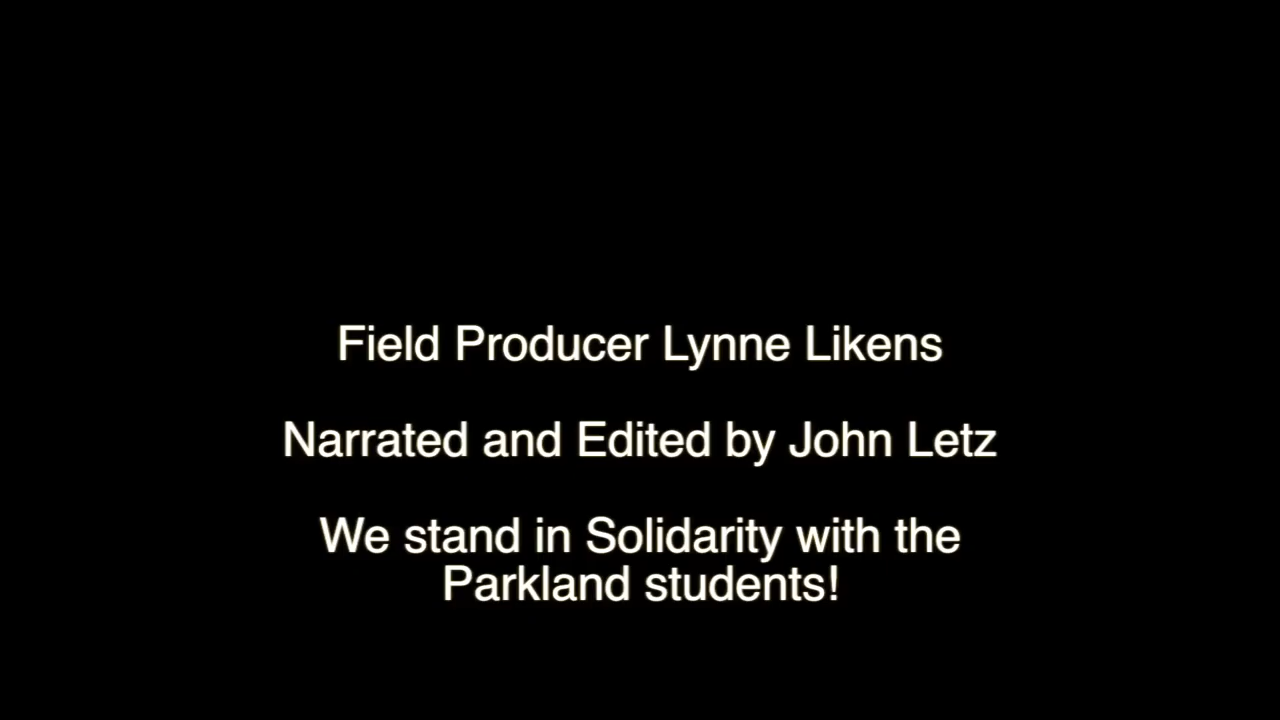 Field Producer Lynne Likens
Narrated and Edited by John Letz
We stand in Solidarity with the
Parkland students!